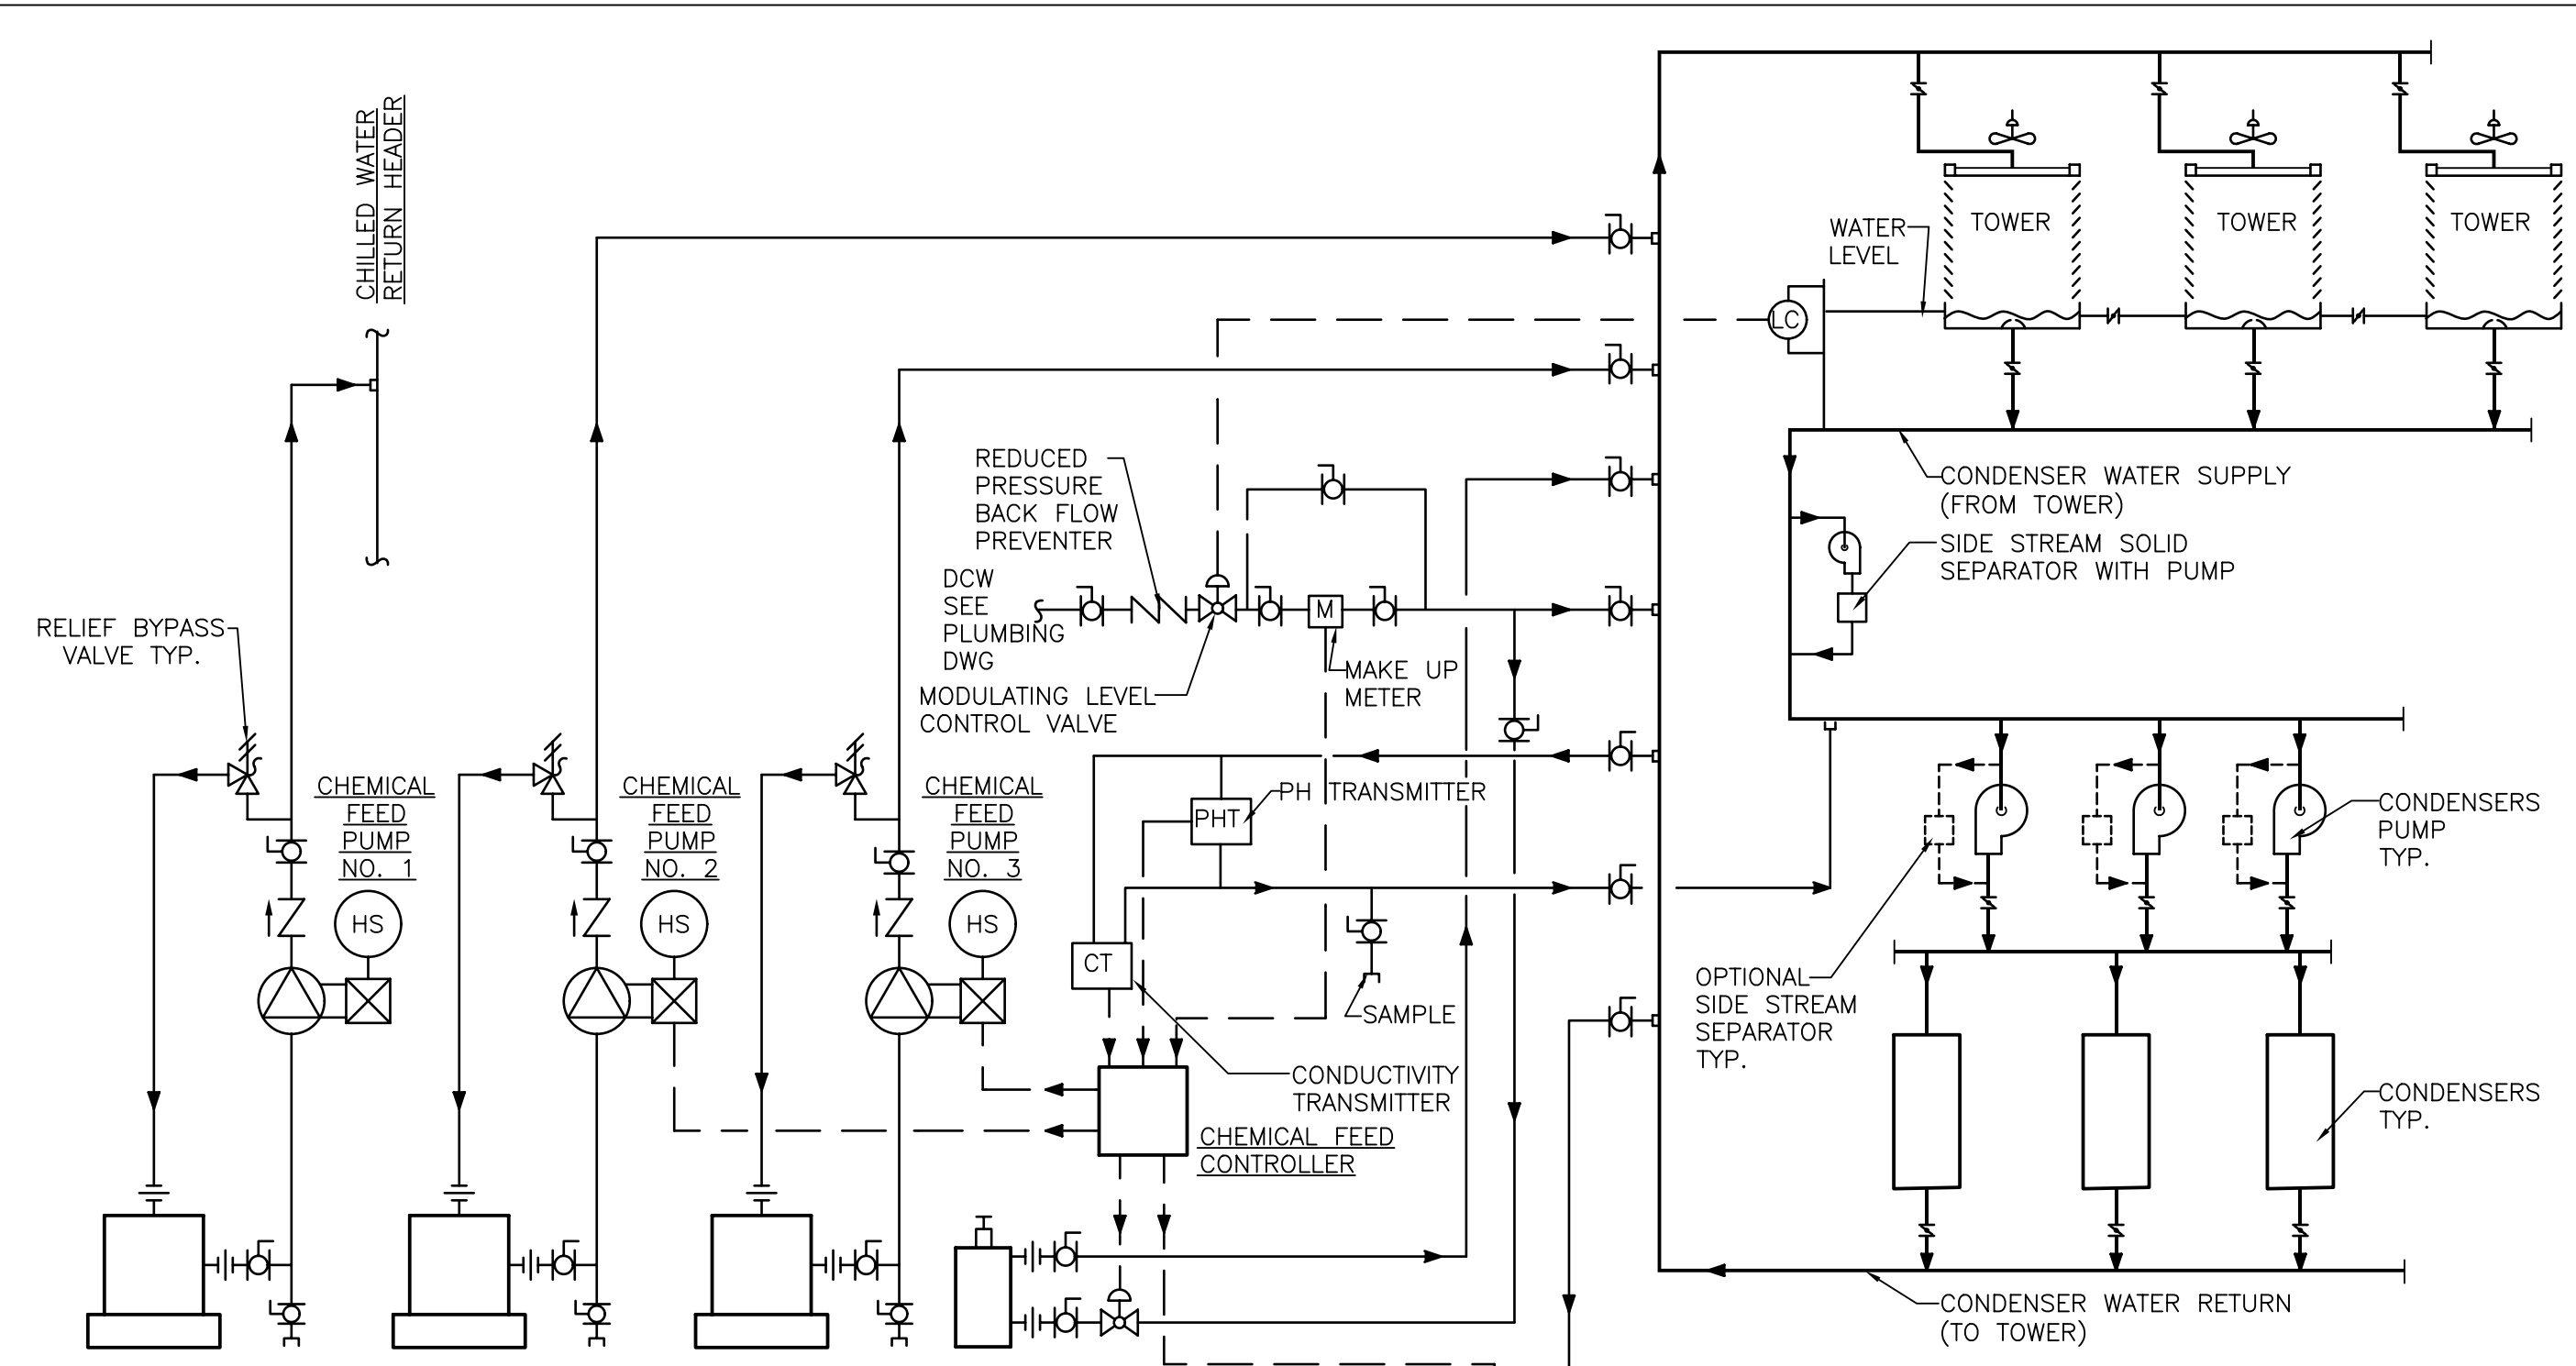 CHILLED WATER
RETURN HEADER
TOWER
TOWER
TOWER
WATER
LEVEL
LC
REDUCED
PRESSURE
BACK FLOW
PREVENTER
CONDENSER WATER SUPPLY
(FROM TOWER)
SIDE STREAM SOLID
SEPARATOR WITH PUMP
DCW
SEE
PLUMBING
DWG
M
RELIEF BYPASS
VALVE TYP.
MAKE UP
METER
MODULATING LEVEL
CONTROL VALVE
CHEMICAL
FEED
PUMP
NO. 1
CHEMICAL
FEED
PUMP
NO. 2
CHEMICAL
FEED
PUMP
NO. 3
PH TRANSMITTER
PHT
CONDENSERS
PUMP
TYP.
HS
HS
HS
CT
OPTIONAL
SIDE STREAM
SEPARATOR
TYP.
SAMPLE
CONDUCTIVITY
TRANSMITTER
CONDENSERS
TYP.
CHEMICAL FEED
CONTROLLER
CONDENSER WATER RETURN
(TO TOWER)